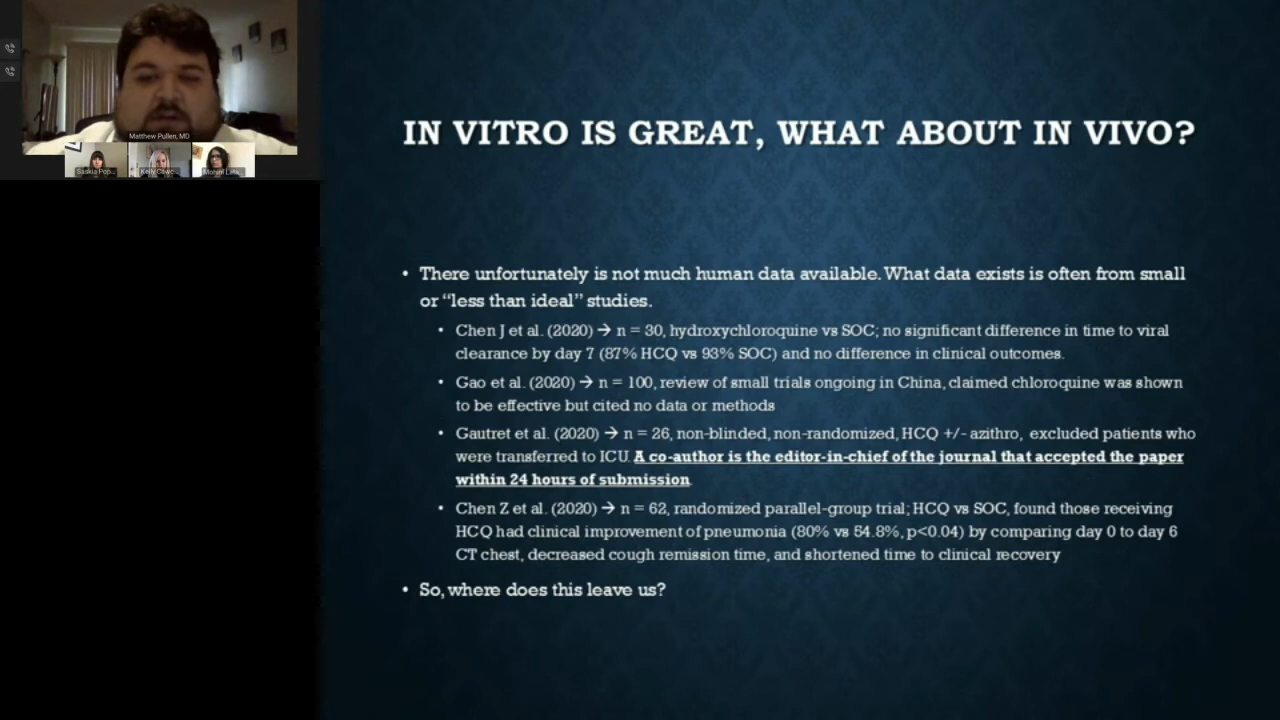 Matthew Pullen, MD
Saskia Pop...
Kelly Cawc...
Mohini Lata...
IN VITRO IS GREAT, WHAT ABOUT IN VIVO?
• There unfortunately is not much human data available. What data exists is often from small
or “less than ideal” studies.
• Chen J et al. (2020) → n = 30, hydroxychloroquine vs SOC; no significant difference in time to viral
clearance by day 7 (87% HCQ vs 93% SOC) and no difference in clinical outcomes.
• Gao et al. (2020) → n = 100, review of small trials ongoing in China, claimed chloroquine was shown
to be effective but cited no data or methods
• Gautret et al. (2020) → n = 26, non-blinded, non-randomized, HCQ +/- azithro, excluded patients who
were transferred to ICU. A co-author is the editor-in-chief of the journal that accepted the paper
within 24 hours of submission.
• Chen Z et al. (2020) → n = 62, randomized parallel-group trial; HCQ vs SOC, found those receiving
HCQ had clinical improvement of pneumonia (80% vs 54.8%, p<0.04) by comparing day 0 to day 6
CT chest, decreased cough remission time, and shortened time to clinical recovery
• So, where does this leave us?